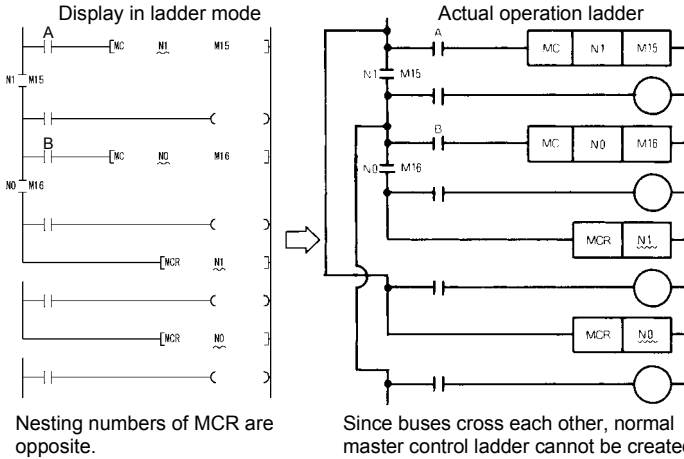 Display in ladder mode
A
MC N1 M15
N1 M15
B
MC N0 M16
N0 M16
MCR N1
MCR N0
Nesting numbers of MCR are
opposite.
Actual operation ladder
A
MC N1 M15
N1 M15
B
MC N0 M16
N0 M16
MCR N1
MCR N0
Since buses cross each other, normal
master control ladder cannot be create